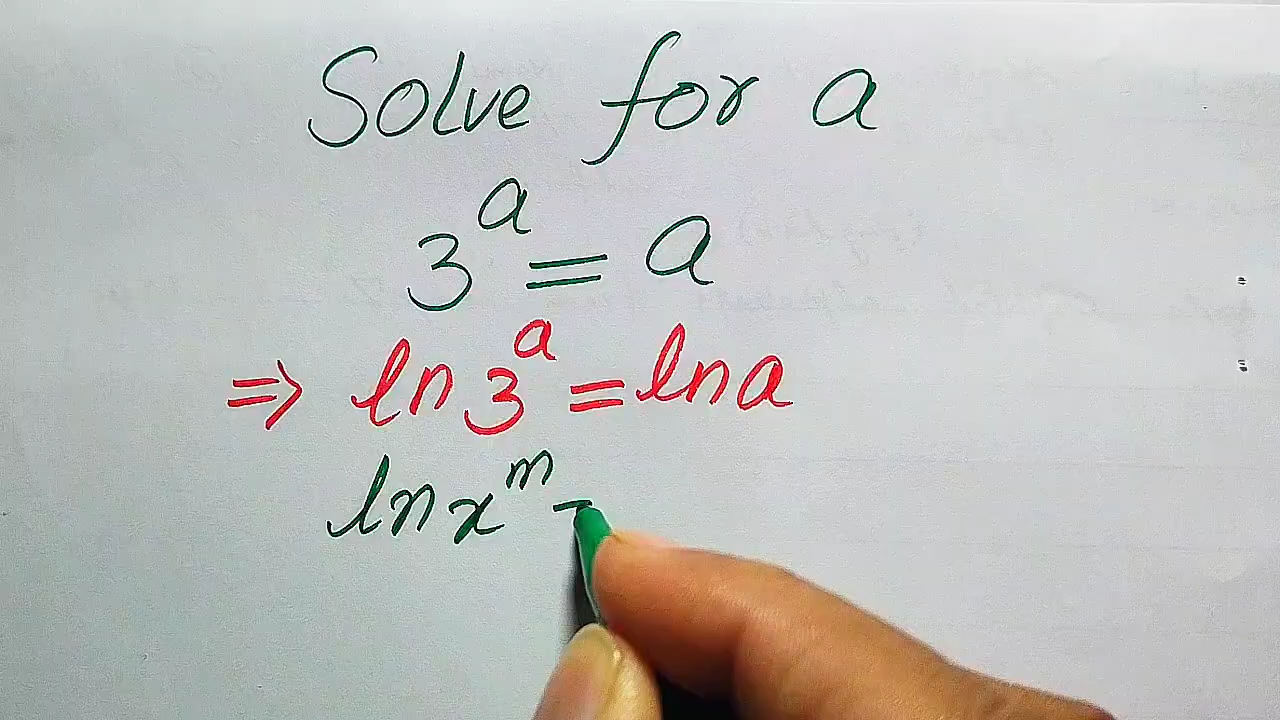 Solve for a
3^a = a
⇒ ln 3^a = ln a
ln x^m -